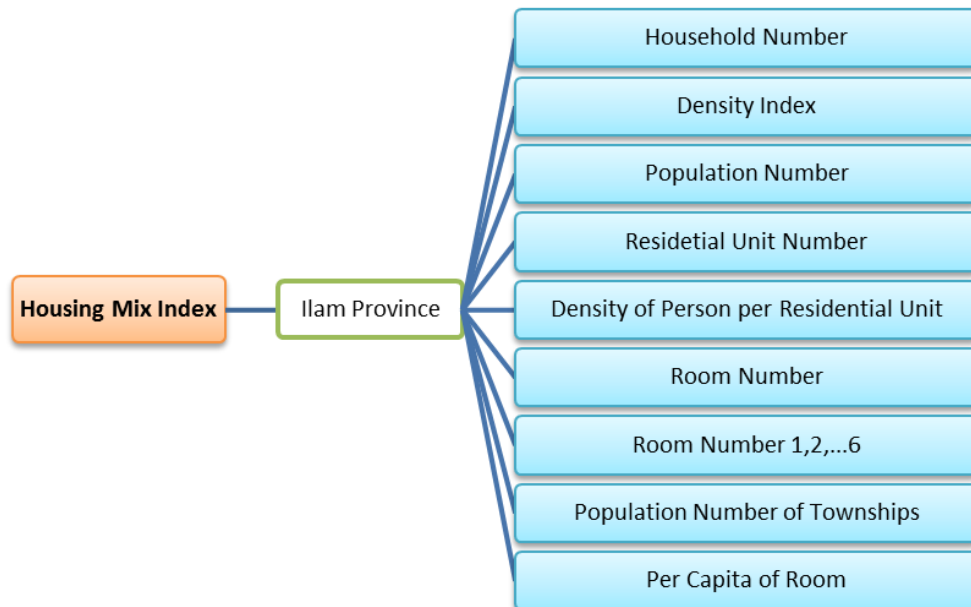 Household Number
Density Index
Population Number
Residetial Unit Number
Housing Mix Index
Ilam Province
Density of Person per Residential Unit
Room Number
Room Number 1,2,...6
Population Number of Townships
Per Capita of Room